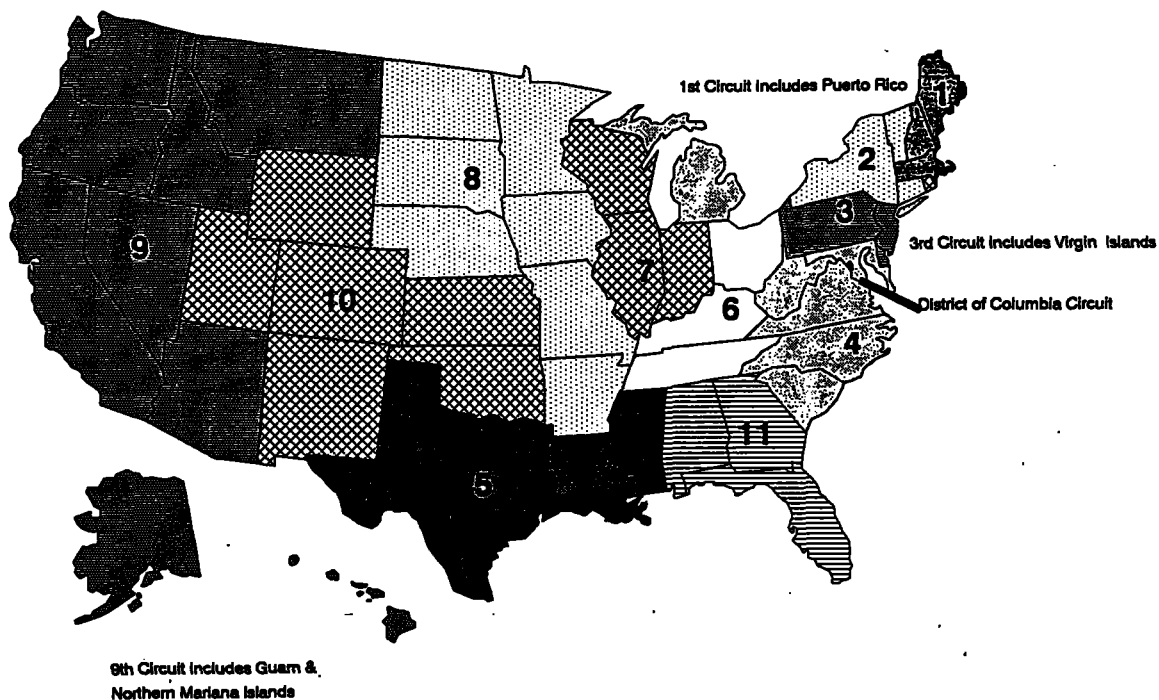 1st Circuit Includes Puerto Rico
1
2
8
3
9
3rd Circuit Includes Virgin Islands
7
10
District of Columbia Circuit
6
4
11
5
9th Circuit Includes Guam &
Northern Mariana Islands